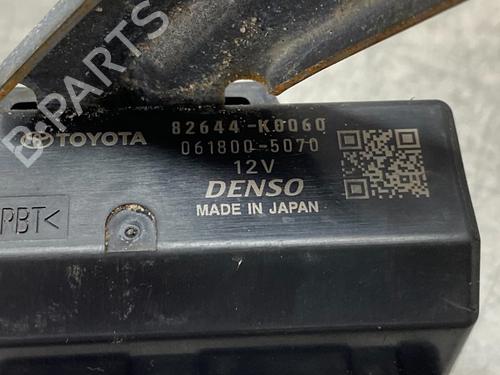 B-PARTS
TOYOTA
82644-K0060
061800-5070
12V
DENSO
MADE IN JAPAN
PBT<